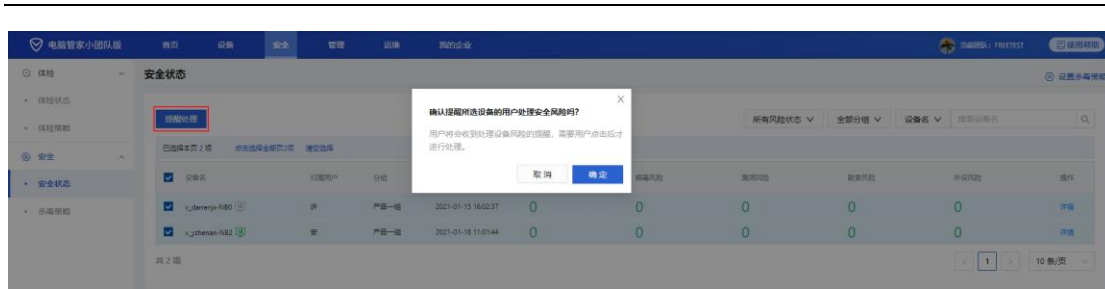 电脑管家小团队版
首页 设备 安全 管理 运维 我的企业
当前团队：FREETEST
使用帮助
体检
体检状态
体检策略
安全
安全状态
杀毒策略
安全状态
设置杀毒策略
提醒处理
所有风险状态 全部分组 设备名 搜索设备名
已选择本页 2 项 点击选择全部页2项 清空选择
确认提醒所选设备的用户处理安全风险吗?
用户将会收到处理设备风险的提醒，需要用户点击后才
进行处理。
取消 确定
设备名 归属用户 分组 病毒风险 漏洞风险 数据风险 外设风险 操作
v_danrenjv-NB0 许 产品一组 2021-01-15 16:02:37 0 0 0 0 0 详情
v_yzhenan-NB2 产品一组 2021-01-18 11:01:44 0 0 0 0 0 详情
共 2 项
1 10 条/页